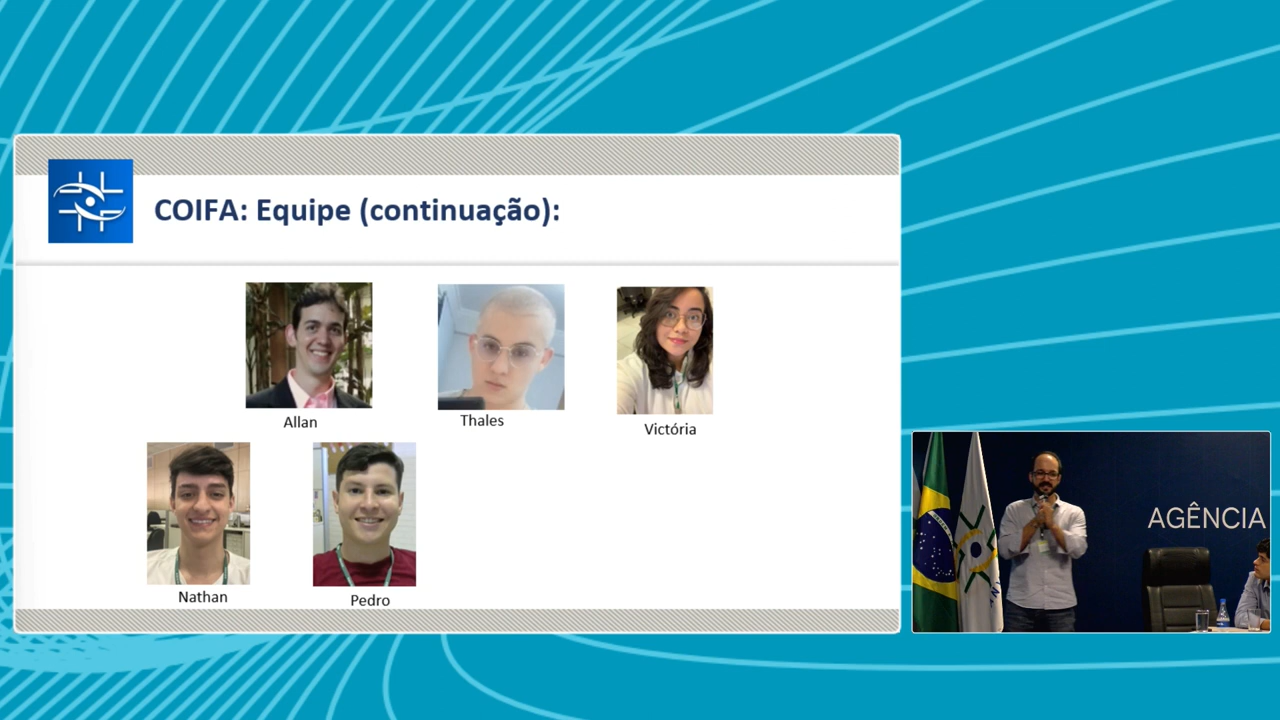 COIFA: Equipe (continuação):
Allan
Thales
Victória
Nathan
Pedro
AGÊNCIA